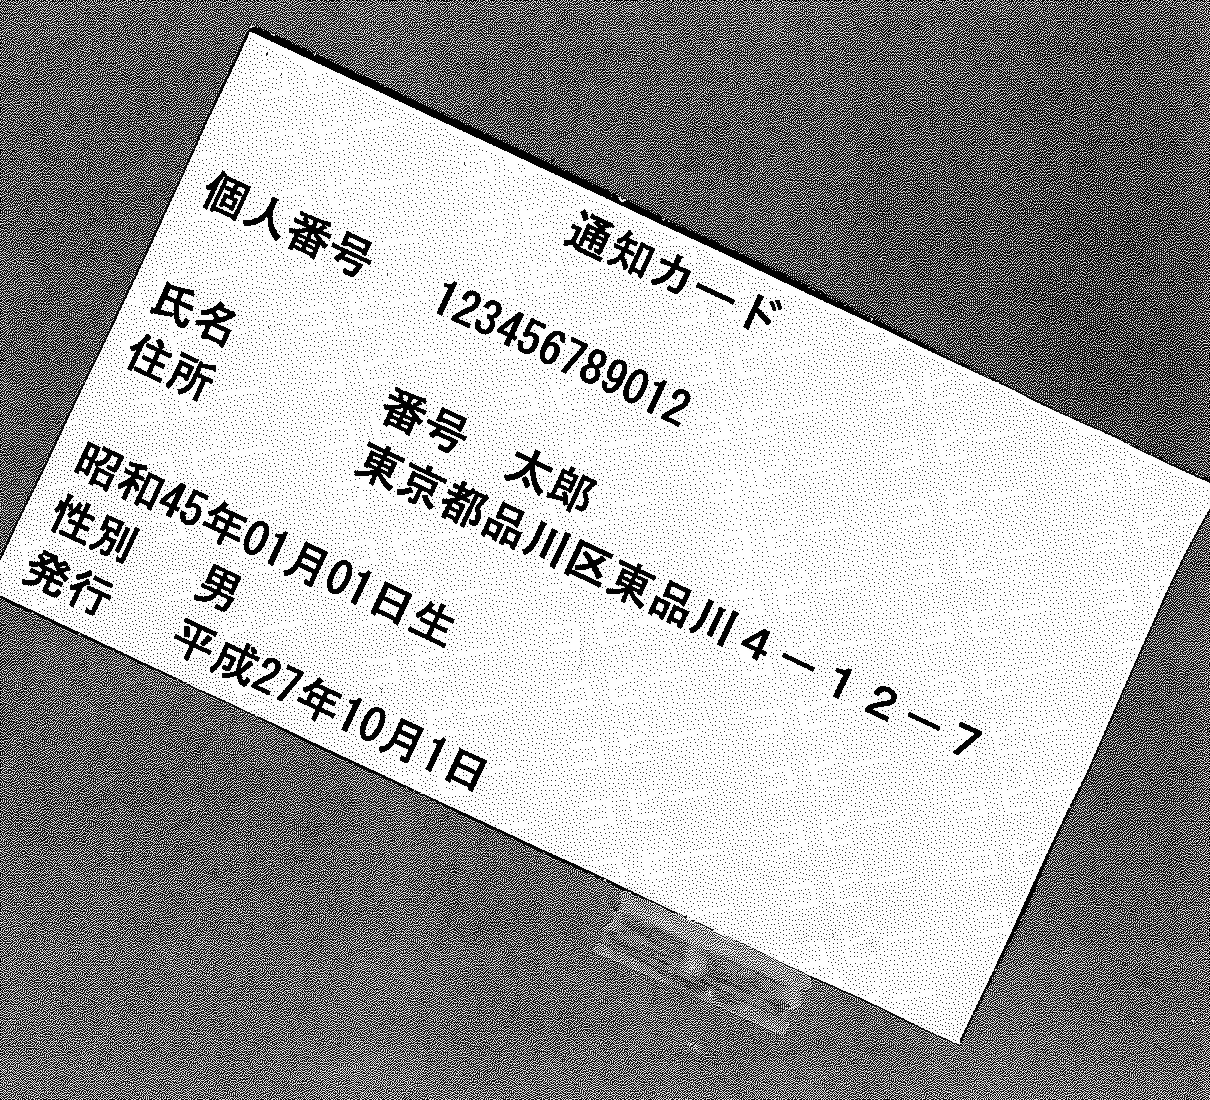 通知カード
個人番号 123456789012
氏名 番号 太郎
住所 東京都品川区東品川４－１２－７
昭和45年01月01日生
性別 男
発行 平成27年10月1日